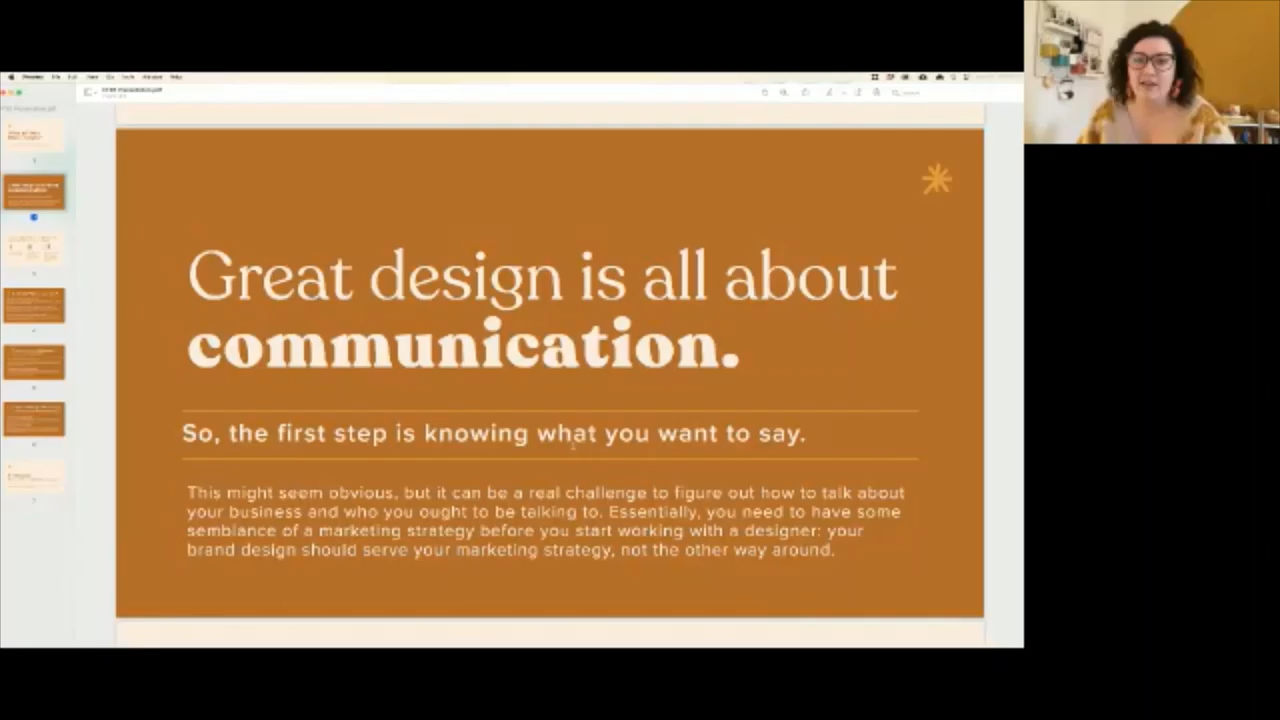 Great design is all about
communication.
So, the first step is knowing what you want to say.
This might seem obvious, but it can be a real challenge to figure out how to talk about
your business and who you ought to be talking to. Essentially, you need to have some
semblance of a marketing strategy before you start working with a designer: your
brand design should serve your marketing strategy, not the other way around.